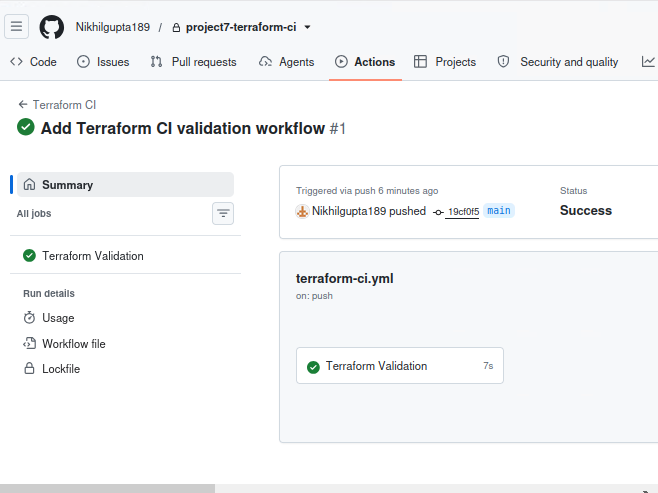 Nikhilgupta189 / project7-terraform-ci
Code Issues Pull requests Agents Actions Projects Security and quality
Terraform CI
Add Terraform CI validation workflow #1
Summary
All jobs
Terraform Validation
Run details
Usage
Workflow file
Lockfile
Triggered via push 6 minutes ago
Nikhilgupta189 pushed 19cf0f5 main
Status
Success
terraform-ci.yml
on: push
Terraform Validation 7s